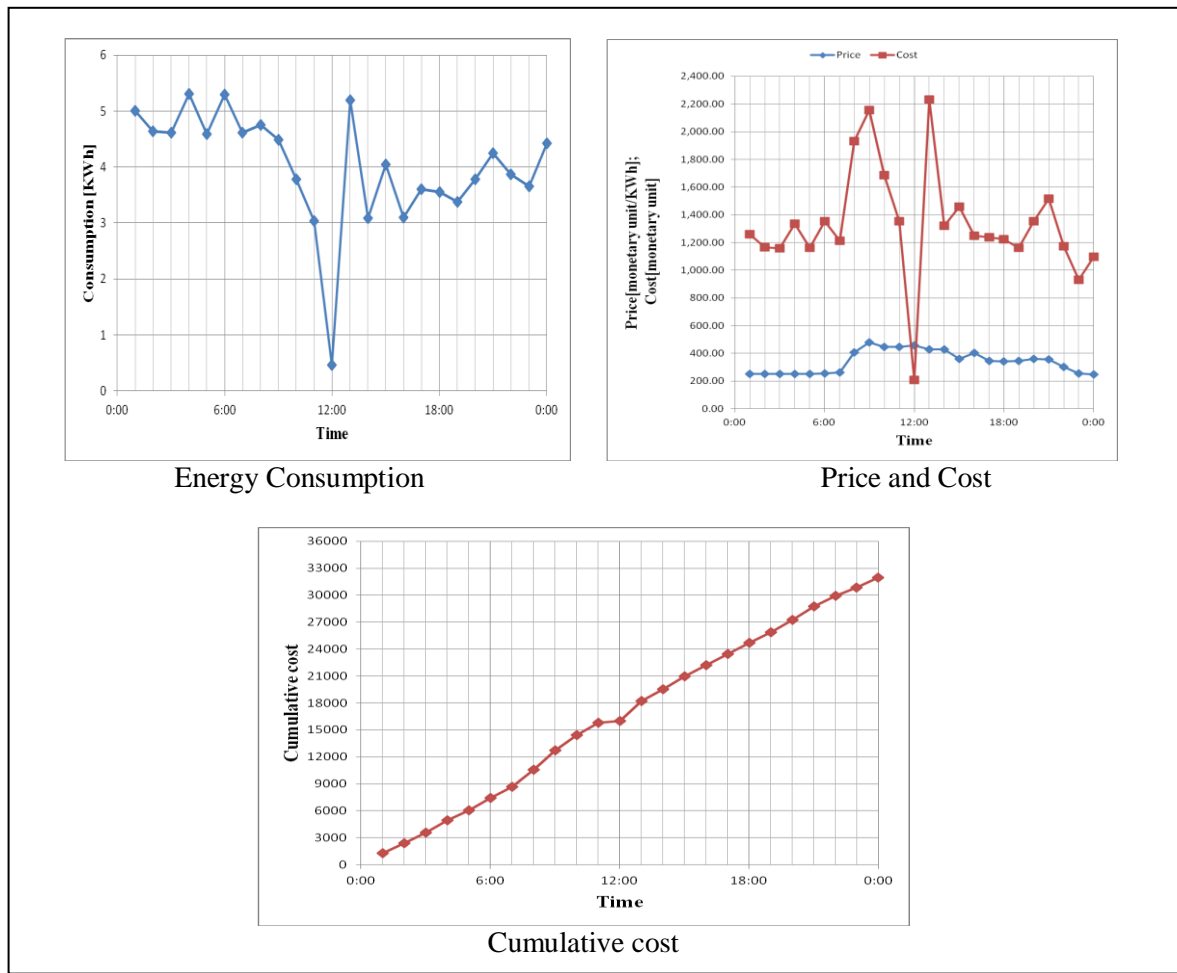 6
5
4
3
2
1
0
Consumption [KWh]
0:00 6:00 12:00 18:00 0:00
Time
Energy Consumption
Price Cost
2,400.00
2,200.00
2,000.00
1,800.00
1,600.00
1,400.00
1,200.00
1,000.00
800.00
600.00
400.00
200.00
0.00
Price[monetary unit/KWh];
Cost[monetary unit]
0:00 6:00 12:00 18:00 0:00
Time
Price and Cost
36000
33000
30000
27000
24000
21000
18000
15000
12000
9000
6000
3000
0
Cumulative cost
0:00 6:00 12:00 18:00 0:00
Time
Cumulative cost